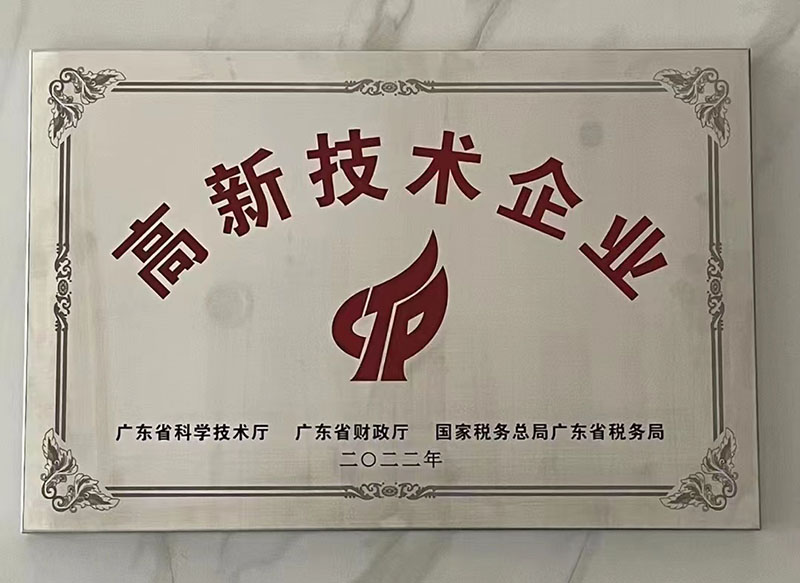 高新技术企业
广东省科学技术厅 广东省财政厅 国家税务总局广东省税务局
二〇二二年